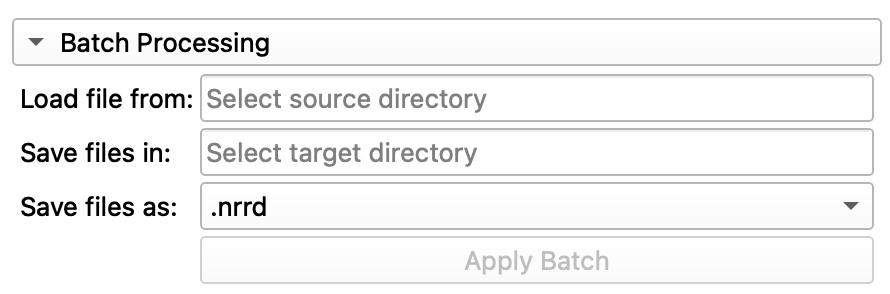 Batch Processing
Load file from: Select source directory
Save files in: Select target directory
Save files as: .nrrd
Apply Batch